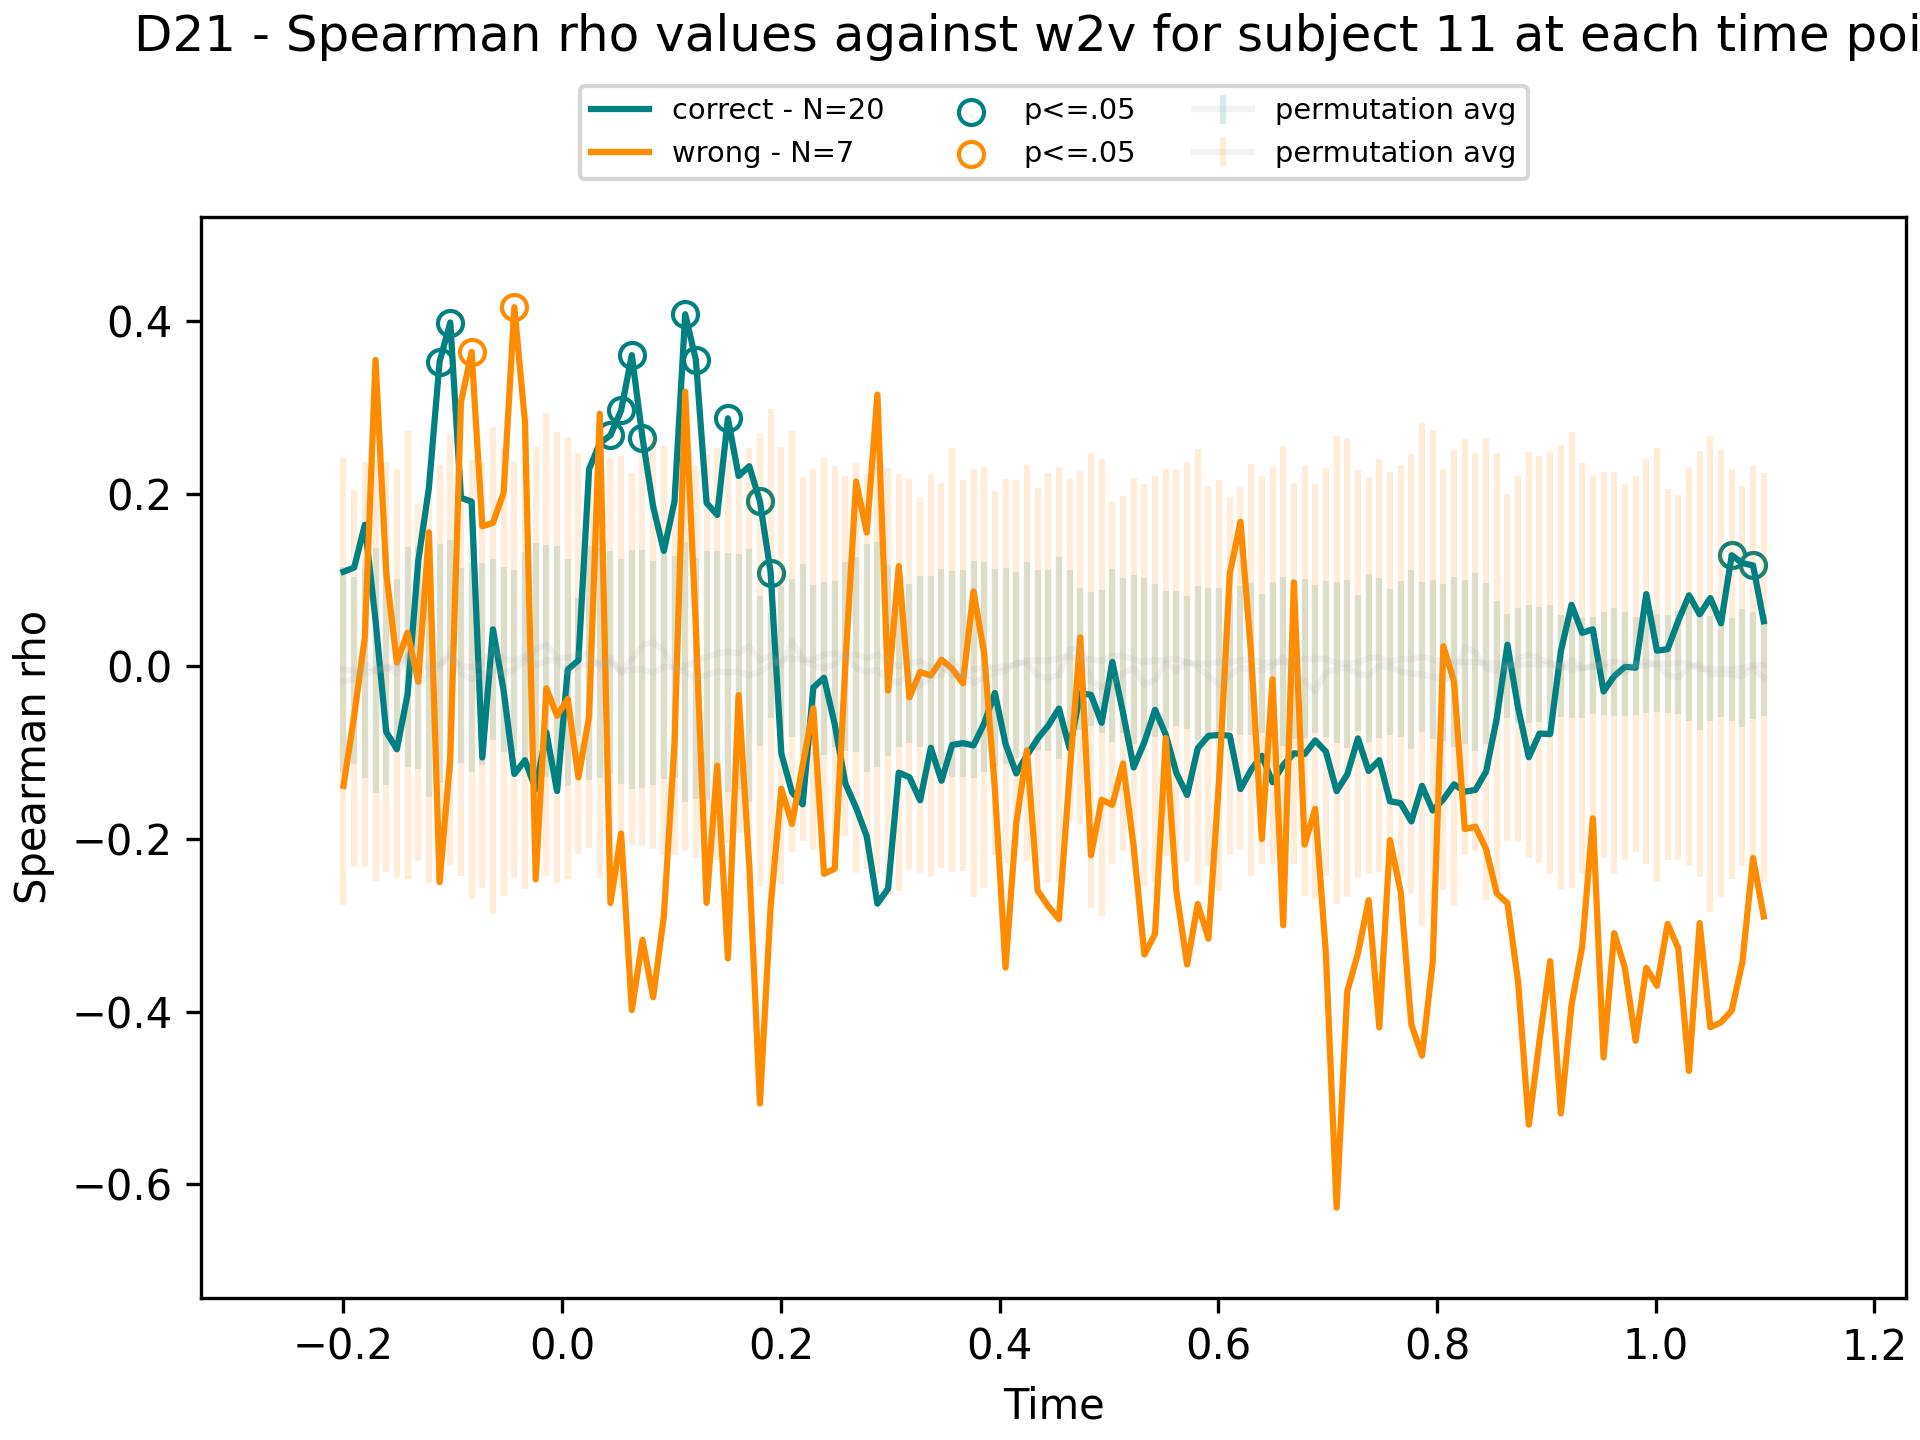 D21 - Spearman rho values against w2v for subject 11 at each time poi
correct - N=20
wrong - N=7
p<=.05
p<=.05
permutation avg
permutation avg
Spearman rho
0.4
0.2
0.0
−0.2
−0.4
−0.6
−0.2 0.0 0.2 0.4 0.6 0.8 1.0 1.2
Time